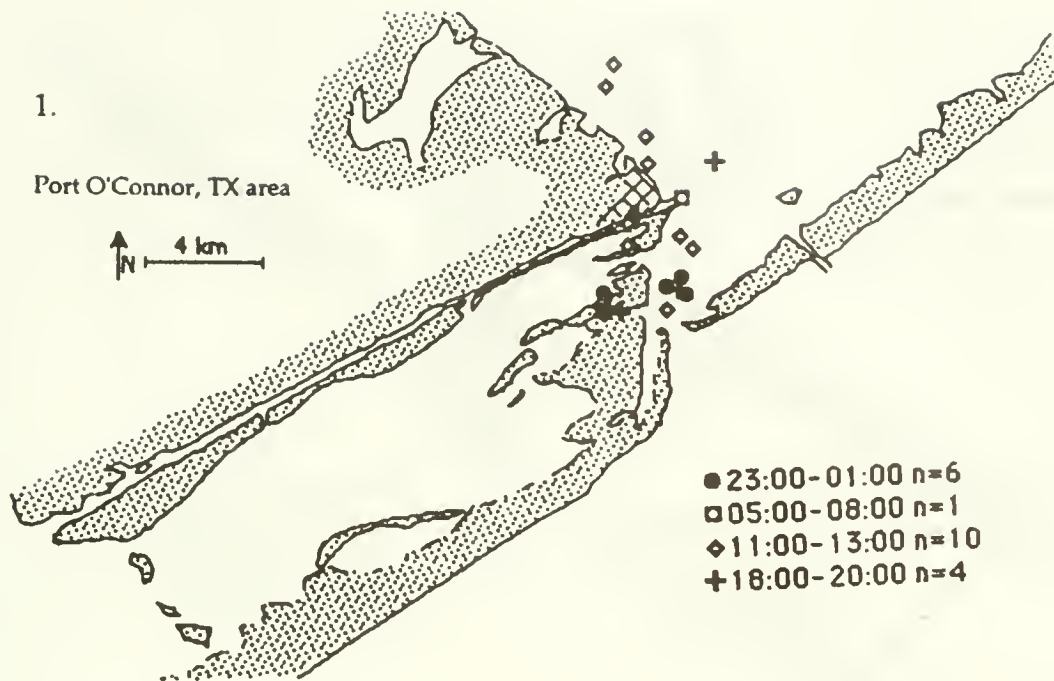 1.
Port O'Connor, TX area
N 4 km
23:00-01:00 n=6
05:00-08:00 n=1
11:00-13:00 n=10
18:00-20:00 n=4